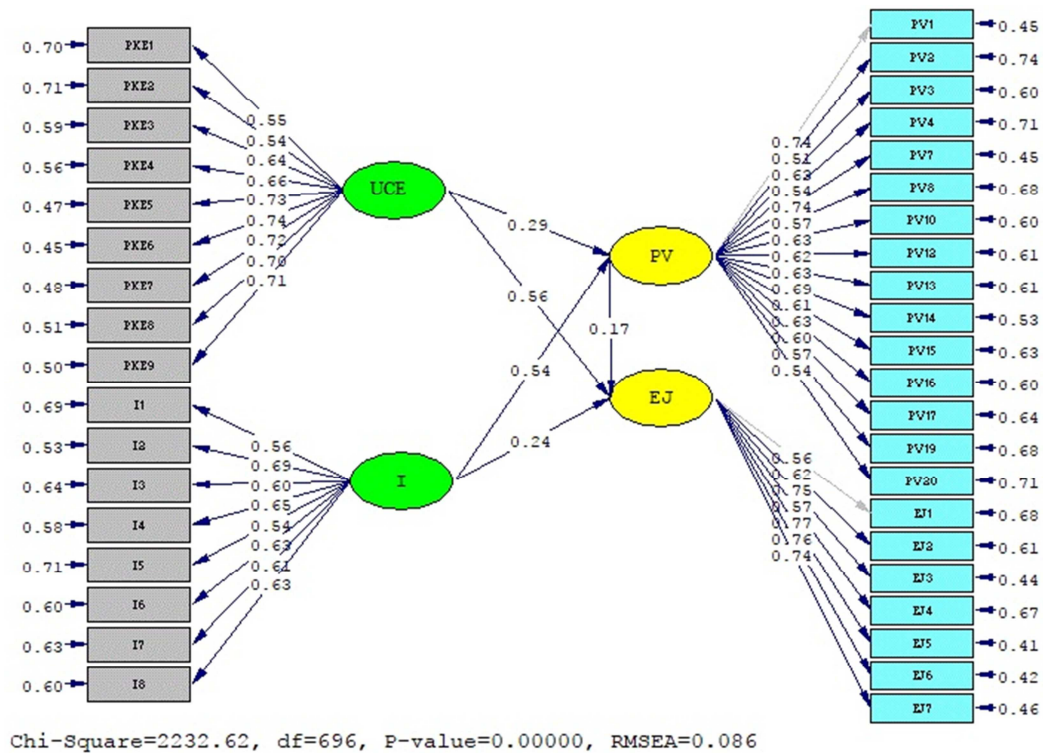 0.70 PKE1
0.71 PKE2
0.59 PKE3
0.56 PKE4
0.47 PKE5
0.45 PKE6
0.48 PKE7
0.51 PKE8
0.50 PKE9
0.69 I1
0.53 I2
0.64 I3
0.58 I4
0.71 I5
0.60 I6
0.63 I7
0.60 I8
0.55
0.54
0.64
0.66
0.73
0.74
0.72
0.70
0.71
0.56
0.69
0.60
0.65
0.54
0.63
0.61
0.63
UCE
I
0.29
0.56
0.54
0.24
PV
0.17
EJ
0.74
0.51
0.63
0.54
0.74
0.57
0.63
0.62
0.63
0.69
0.61
0.63
0.60
0.57
0.54
0.56
0.62
0.75
0.57
0.77
0.76
0.74
PV1 0.45
PV2 0.74
PV3 0.60
PV4 0.71
PV7 0.45
PV8 0.68
PV10 0.60
PV12 0.61
PV13 0.61
PV14 0.53
PV15 0.63
PV16 0.60
PV17 0.64
PV19 0.68
PV20 0.71
EJ1 0.68
EJ2 0.61
EJ3 0.44
EJ4 0.67
EJ5 0.41
EJ6 0.42
EJ7 0.46
Chi-Square=2232.62, df=696, P-value=0.00000, RMSEA=0.086